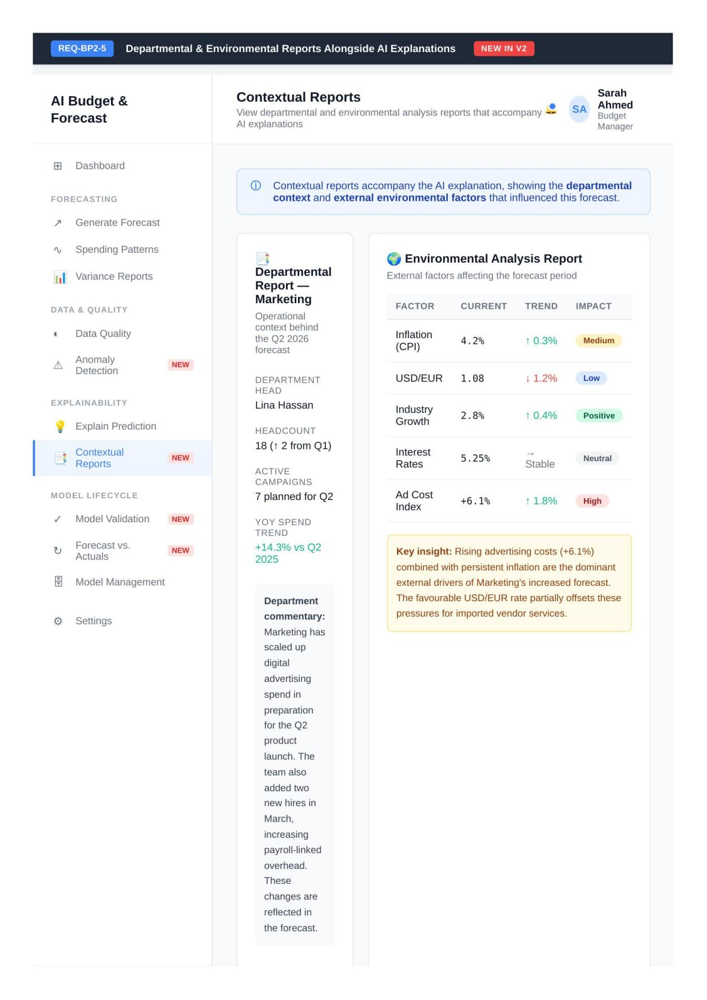 REQ-BP2-5 Departmental & Environmental Reports Alongside AI Explanations NEW IN V2
AI Budget &
Forecast
Dashboard
FORECASTING
Generate Forecast
Spending Patterns
Variance Reports
DATA & QUALITY
Data Quality
Anomaly
Detection
NEW
EXPLAINABILITY
Explain Prediction
Contextual
Reports
NEW
MODEL LIFECYCLE
Model Validation NEW
Forecast vs.
Actuals
NEW
Model Management
Settings
Contextual Reports
View departmental and environmental analysis reports that accompany
AI explanations
SA
Sarah
Ahmed
Budget
Manager
Contextual reports accompany the AI explanation, showing the departmental
context and external environmental factors that influenced this forecast.
Departmental
Report —
Marketing
Operational
context behind
the Q2 2026
forecast
DEPARTMENT
HEAD
Lina Hassan
HEADCOUNT
18 (↑ 2 from Q1)
ACTIVE
CAMPAIGNS
7 planned for Q2
YOY SPEND
TREND
+14.3% vs Q2
2025
Department
commentary:
Marketing has
scaled up
digital
advertising
spend in
preparation
for the Q2
product
launch. The
team also
added two
new hires in
March,
increasing
payroll-linked
overhead.
These
changes are
reflected in
the forecast.
Environmental Analysis Report
External factors affecting the forecast period
FACTOR CURRENT TREND IMPACT
Inflation
(CPI)
4.2% ↑ 0.3% Medium
USD/EUR 1.08 ↓ 1.2% Low
Industry
Growth
2.8% ↑ 0.4% Positive
Interest
Rates
5.25% → Stable Neutral
Ad Cost
Index
+6.1% ↑ 1.8% High
Key insight: Rising advertising costs (+6.1%)
combined with persistent inflation are the dominant
external drivers of Marketing's increased forecast.
The favourable USD/EUR rate partially offsets these
pressures for imported vendor services.